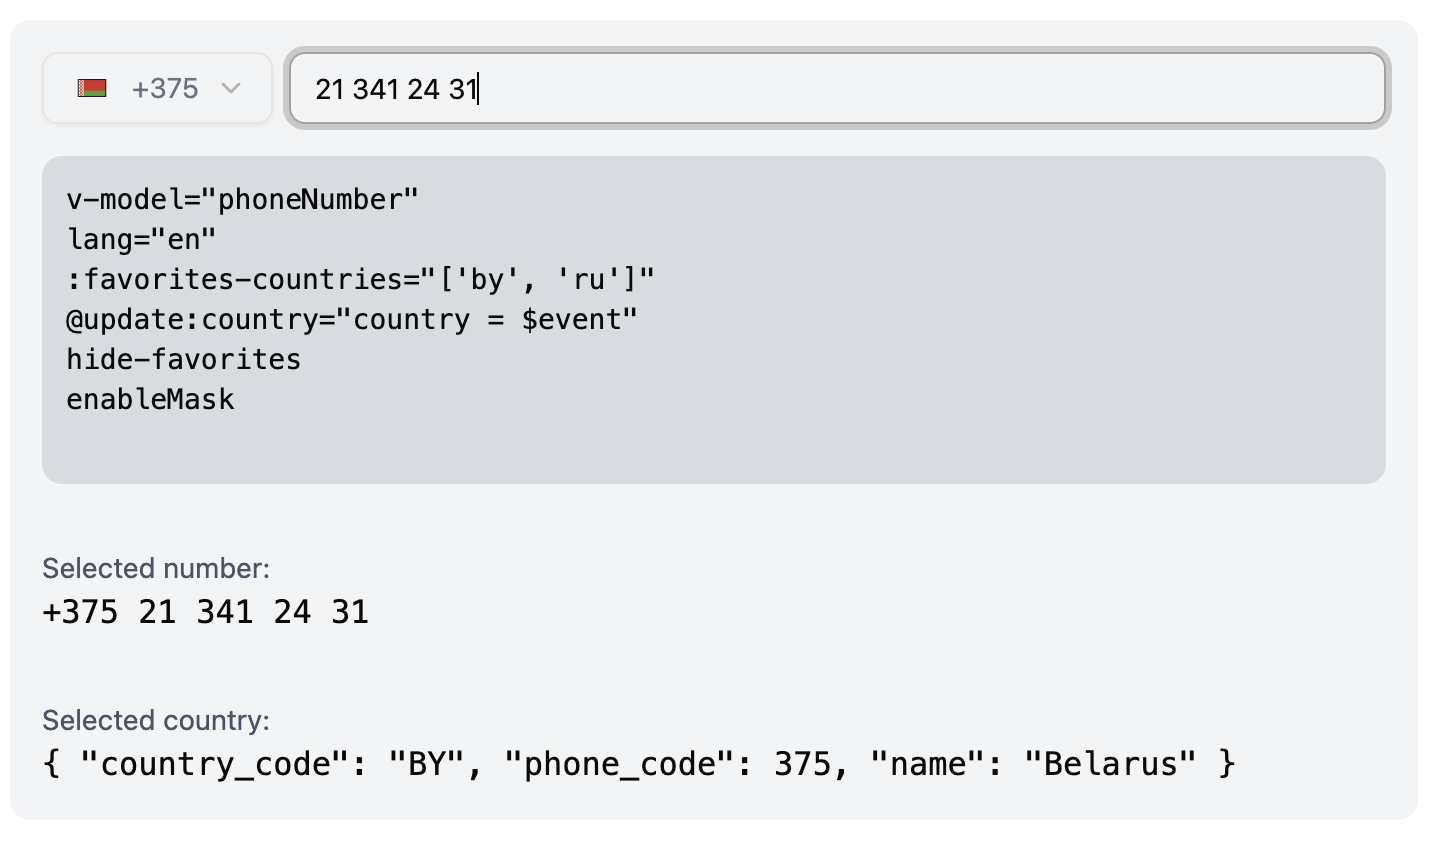 +375 21 341 24 31
v-model="phoneNumber"
lang="en"
:favorites-countries="['by', 'ru']"
@update:country="country = $event"
hide-favorites
enableMask
Selected number:
+375 21 341 24 31
Selected country:
{ "country_code": "BY", "phone_code": 375, "name": "Belarus" }